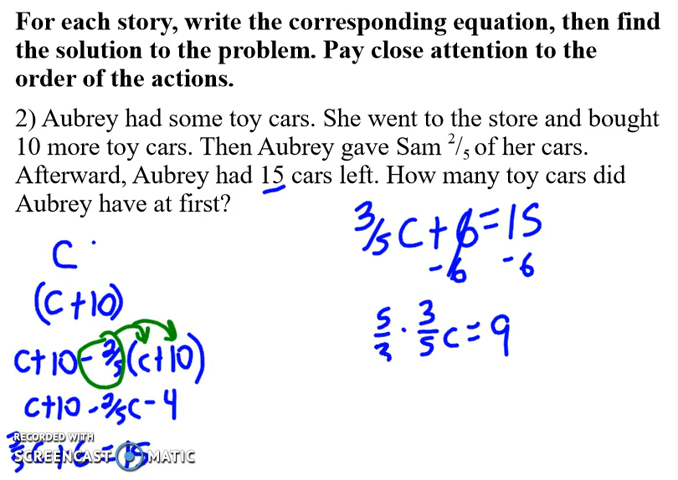 For each story, write the corresponding equation, then find
the solution to the problem. Pay close attention to the
order of the actions.
2) Aubrey had some toy cars. She went to the store and bought
10 more toy cars. Then Aubrey gave Sam 2/5 of her cars.
Afterward, Aubrey had 15 cars left. How many toy cars did
Aubrey have at first?
C
(C+10)
C+10-2/5(C+10)
C+10-2/5C-4
3/5C+6=15
3/5C+6=15
-6 -6
5/3 · 3/5C=9
RECORDED WITH
SCREENCAST-O-MATIC